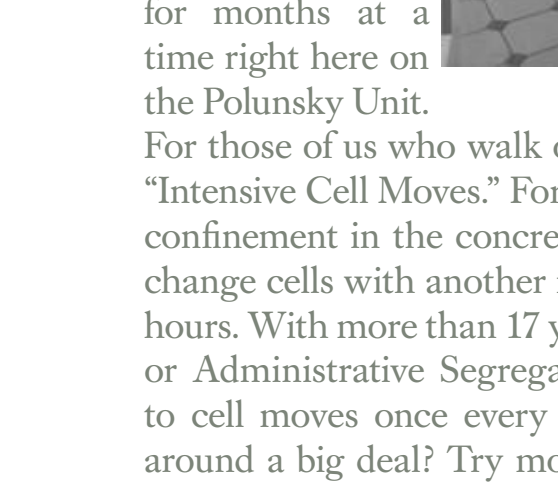 for months at a
time right here on
the Polunsky Unit.
For those of us who walk
“Intensive Cell Moves.” For
confinement in the concre
change cells with another
hours. With more than 17
or Administrative Segrega
to cell moves once every
around a big deal? Try mo